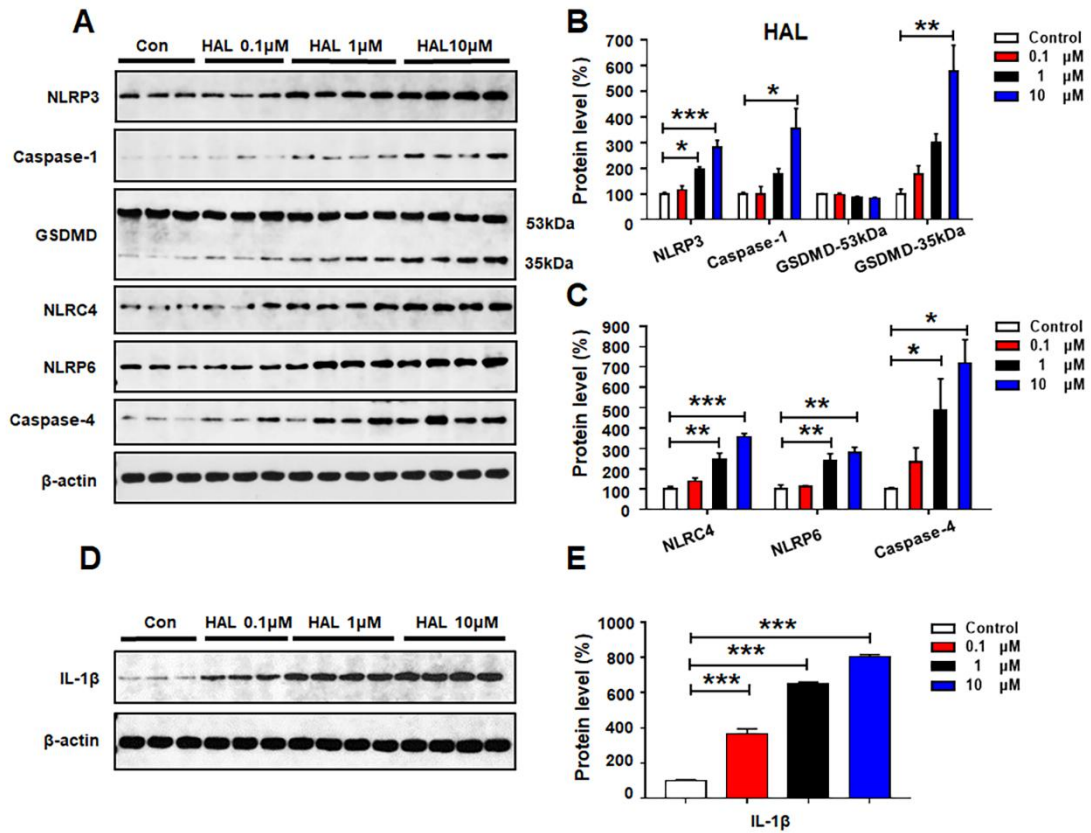 A
Con HAL 0.1µM HAL 1µM HAL10µM
NLRP3
Caspase-1
GSDMD
53kDa
35kDa
NLRC4
NLRP6
Caspase-4
β-actin
B
HAL
Protein level (%)
700
600
500
400
300
200
100
0
*** * * **
NLRP3 Caspase-1 GSDMD-53kDa GSDMD-35kDa
Control
0.1 µM
1 µM
10 µM
C
Protein level (%)
900
800
700
600
500
400
300
200
100
0
*** ** ** ** * *
NLRC4 NLRP6 Caspase-4
Control
0.1 µM
1 µM
10 µM
D
Con HAL 0.1µM HAL 1µM HAL 10µM
IL-1β
β-actin
E
Protein level (%)
1000
800
600
400
200
0
***
***
***
IL-1β
Control
0.1 µM
1 µM
10 µM